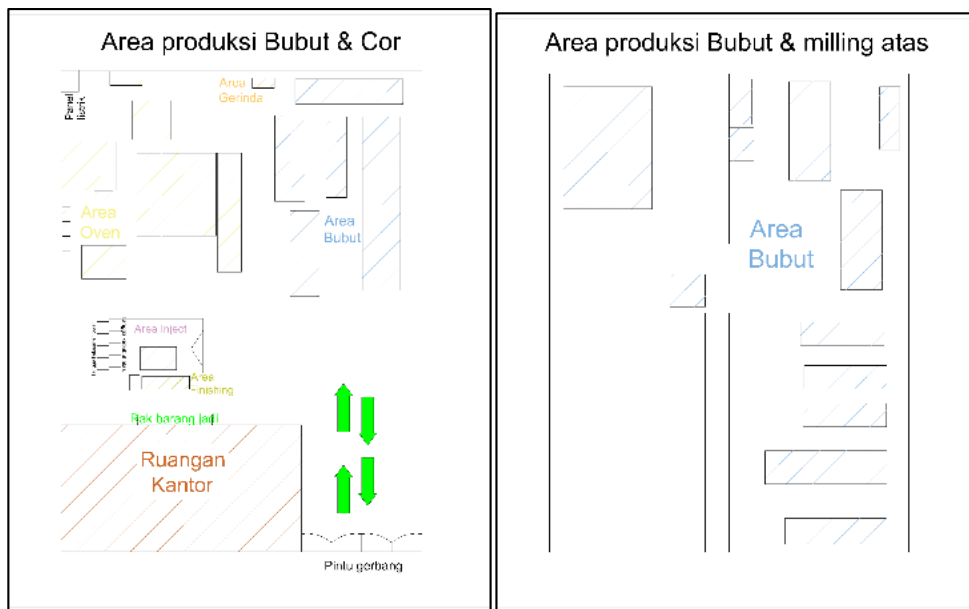 Area produksi Bubut & Cor
Panel
listrik
Area
Gerinda
Area
Oven
Area
Bubut
Area Inject
Area
Finishing
Rak barang jadi
Ruangan
Kantor
Pintu gerbang
Area produksi Bubut & milling atas
Area
Bubut